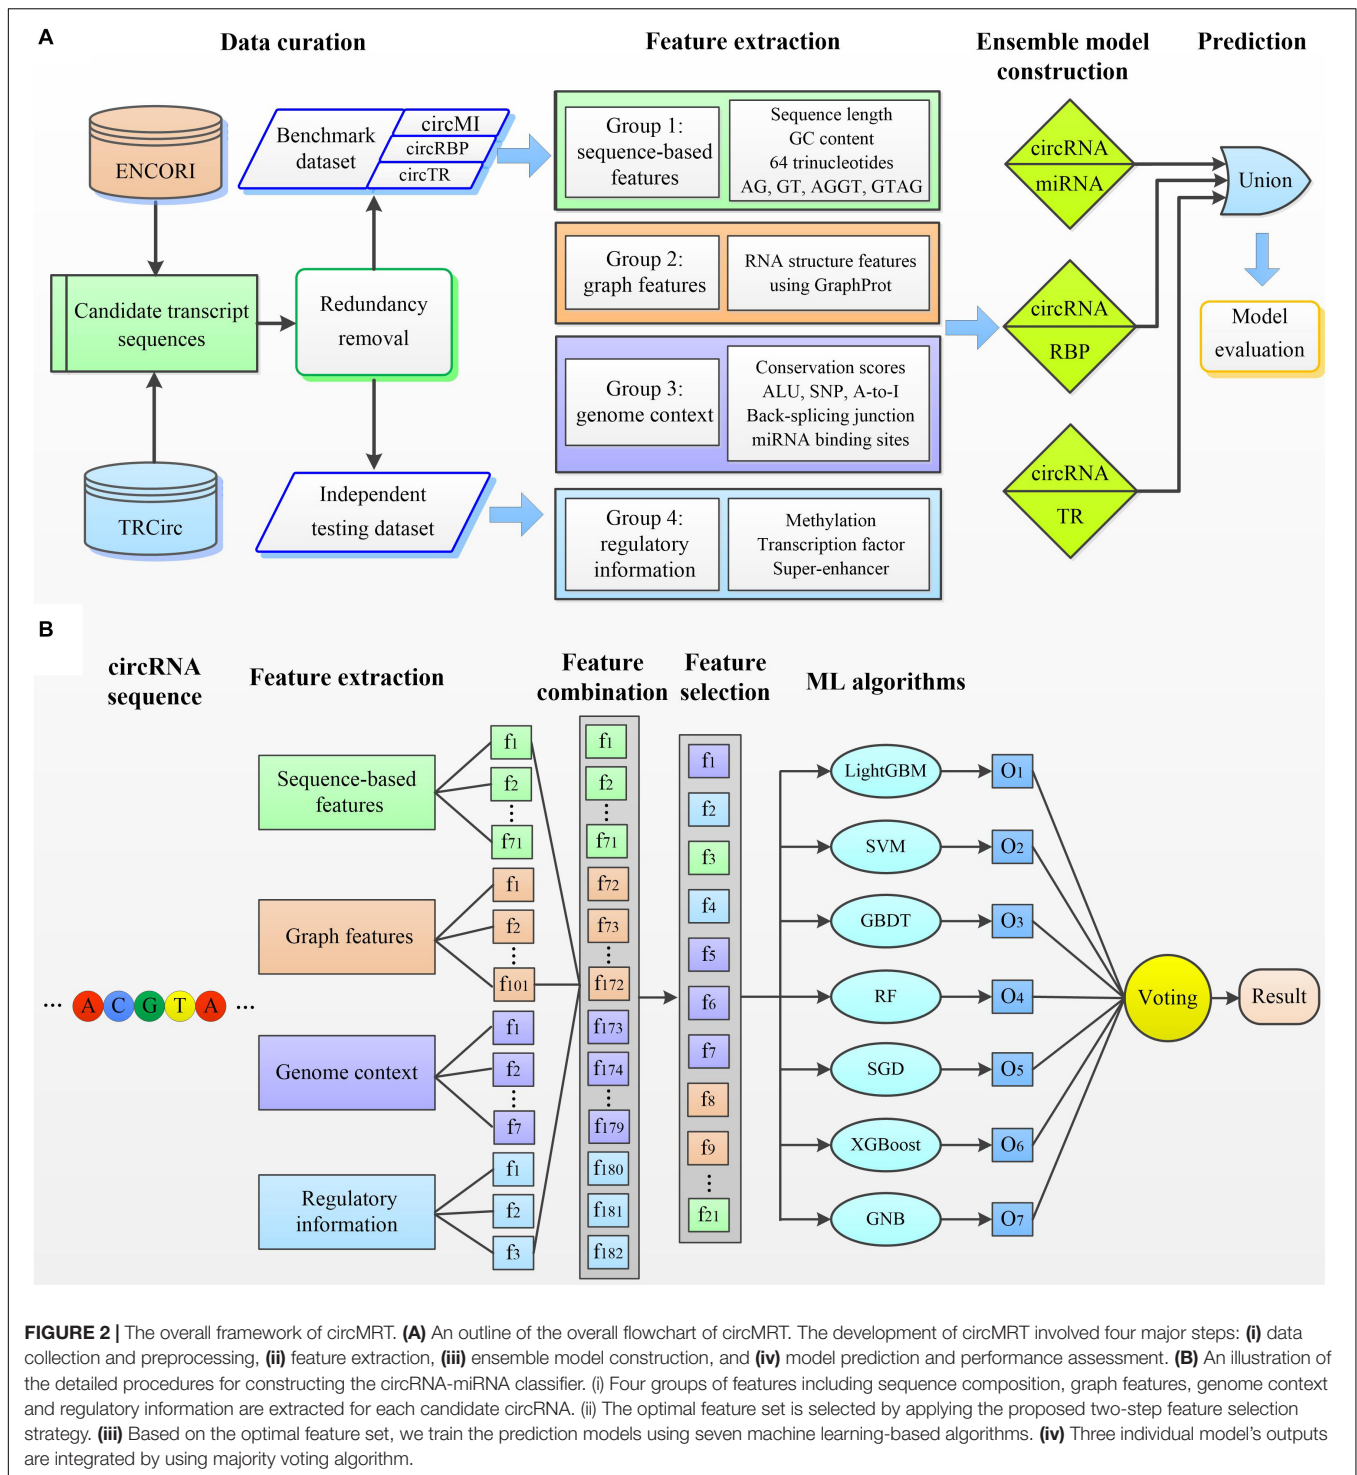 A
Data curation
Feature extraction
Ensemble model
construction
Prediction
ENCORI
Benchmark
dataset
circMI
circRBP
circTR
Candidate transcript
sequences
Redundancy
removal
TRCirc
Independent
testing dataset
Group 1:
sequence-based
features
Sequence length
GC content
64 trinucleotides
AG, GT, AGGT, GTAG
Group 2:
graph features
RNA structure features
using GraphProt
Group 3:
genome context
Conservation scores
ALU, SNP, A-to-I
Back-splicing junction
miRNA binding sites
Group 4:
regulatory
information
Methylation
Transcription factor
Super-enhancer
circRNA
miRNA
circRNA
RBP
circRNA
TR
Union
Model
evaluation
B
circRNA
sequence
Feature extraction
Feature
combination
Feature
selection
ML algorithms
... A C G T A ...
Sequence-based
features
Graph features
Genome context
Regulatory
information
f1
f2
⋮
f71
f1
f2
⋮
f101
f1
f2
⋮
f7
f1
f2
f3
f1
f2
⋮
f71
f72
f73
⋮
f172
f173
f174
⋮
f179
f180
f181
f182
f1
f2
f3
f4
f5
f6
f7
f8
f9
⋮
f21
LightGBM
O1
SVM
O2
GBDT
O3
RF
O4
SGD
O5
XGBoost
O6
GNB
O7
Voting
Result
FIGURE 2 | The overall framework of circMRT. (A) An outline of the overall flowchart of circMRT. The development of circMRT involved four major steps: (i) data
collection and preprocessing, (ii) feature extraction, (iii) ensemble model construction, and (iv) model prediction and performance assessment. (B) An illustration of
the detailed procedures for constructing the circRNA-miRNA classifier. (i) Four groups of features including sequence composition, graph features, genome context
and regulatory information are extracted for each candidate circRNA. (ii) The optimal feature set is selected by applying the proposed two-step feature selection
strategy. (iii) Based on the optimal feature set, we train the prediction models using seven machine learning-based algorithms. (iv) Three individual model's outputs
are integrated by using majority voting algorithm.